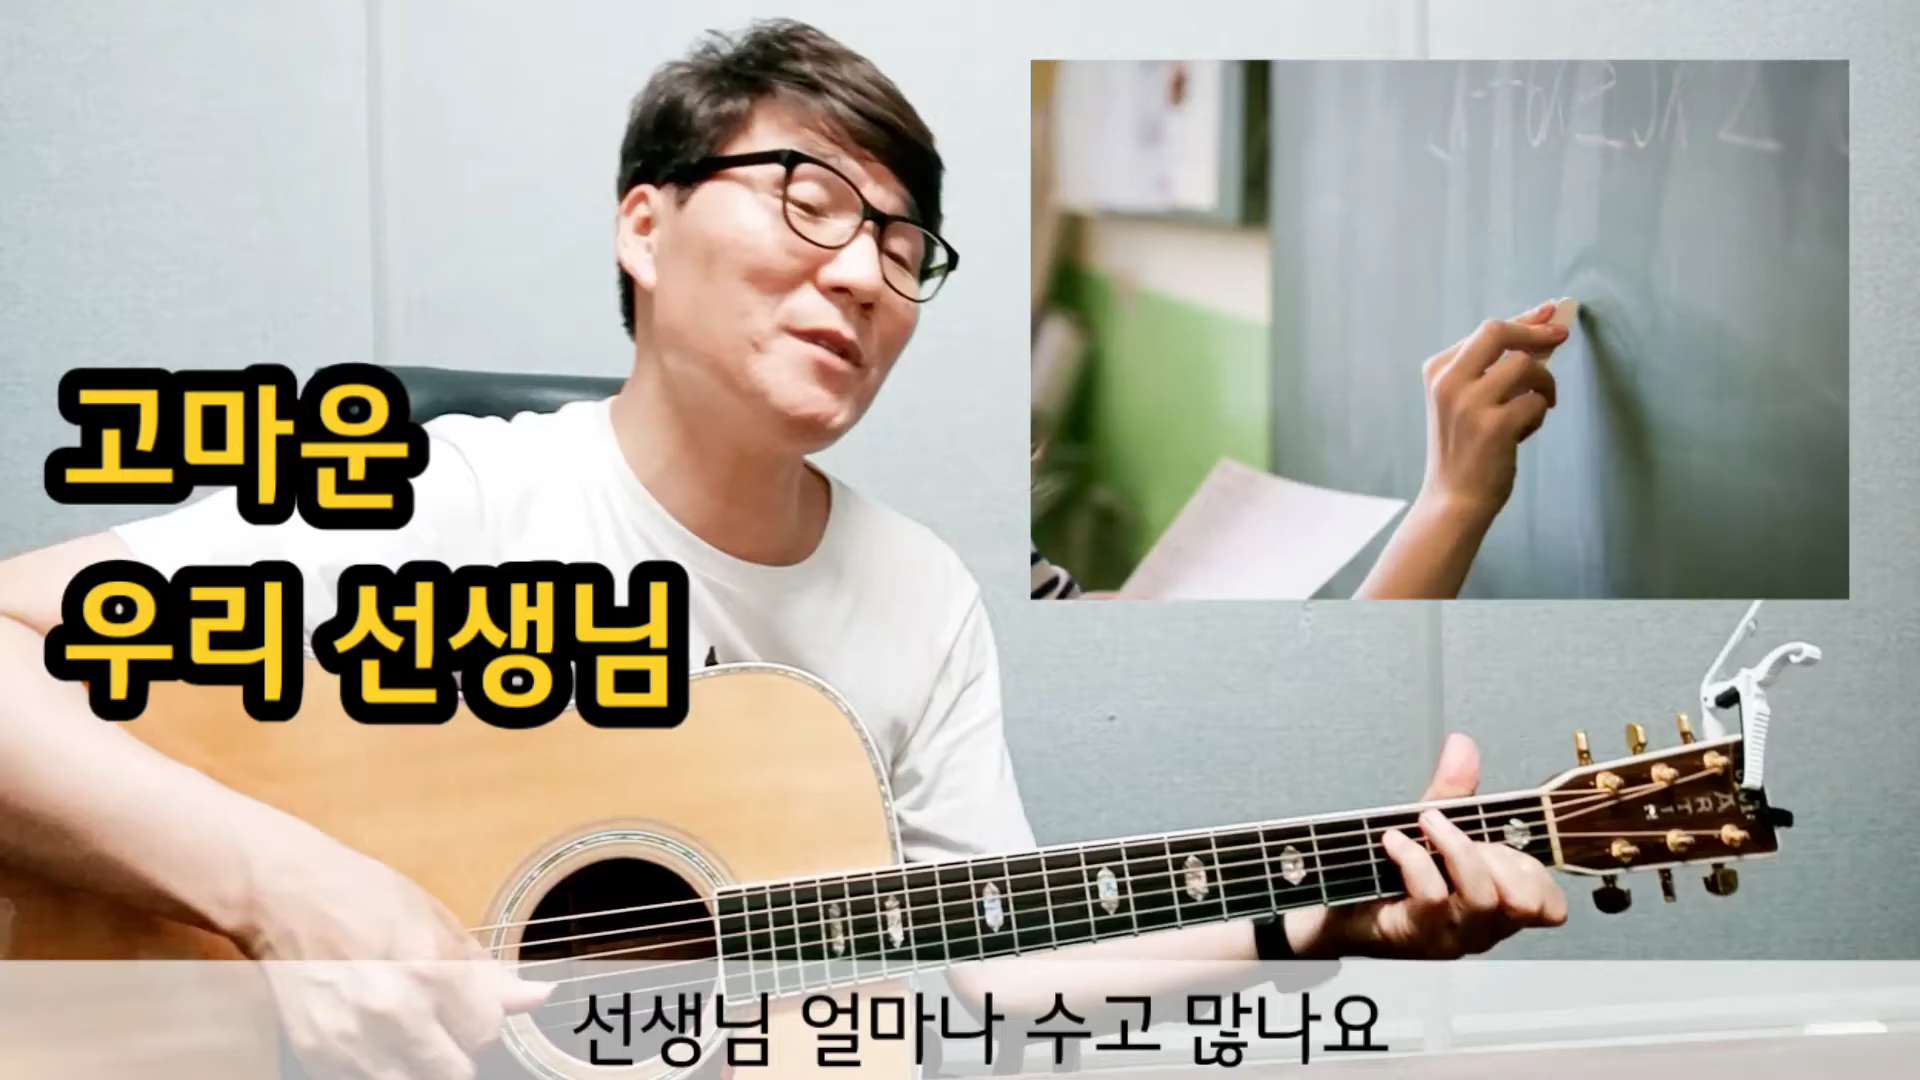 고마운
우리 선생님
선생님 얼마나 수고 많나요